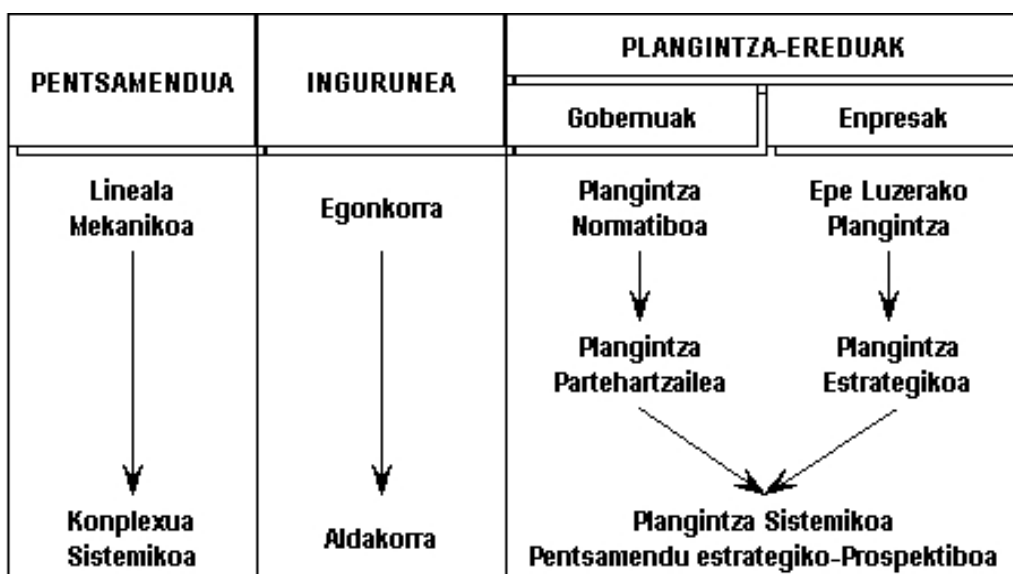 PENTSAMENDUA
INGURUNEA
PLANGINTZA-EREDUAK
Gobernuak
Enpresak
Lineala
Mekanikoa
Egonkorra
Plangintza
Normatiboa
Epe Luzerako
Plangintza
Plangintza
Partehartzailea
Plangintza
Estrategikoa
Konplexua
Sistemikoa
Aldakorra
Plangintza Sistemikoa
Pentsamendu estrategiko-Prospektiboa